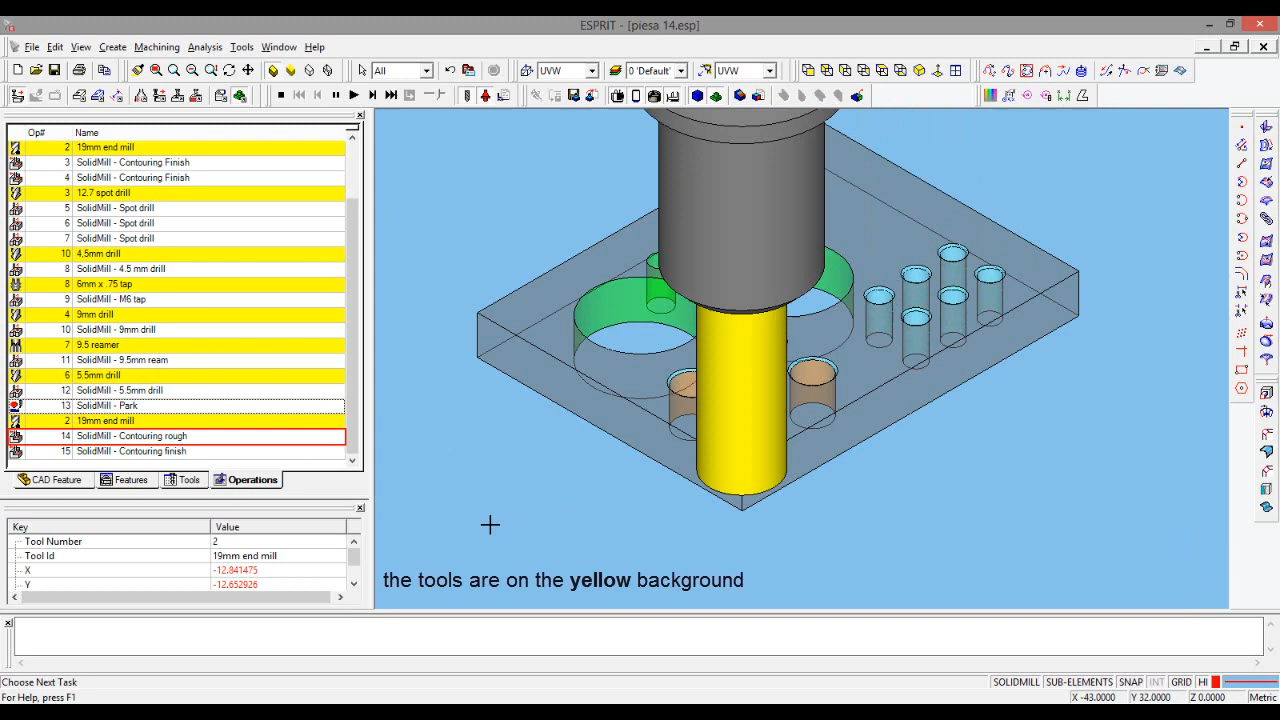 ESPRIT - [piesa 14.esp]
File Edit View Create Machining Analysis Tools Window Help
All UVW 0 'Default' UVW
Op# Name
2 19mm end mill
3 SolidMill - Contouring Finish
4 SolidMill - Contouring Finish
3 12.7 spot drill
5 SolidMill - Spot drill
6 SolidMill - Spot drill
7 SolidMill - Spot drill
10 4,5mm drill
8 SolidMill - 4.5 mm drill
8 6mm x .75 tap
9 SolidMill - M6 tap
4 9mm drill
10 SolidMill - 9mm drill
7 9.5 reamer
11 SolidMill - 9.5mm ream
6 5.5mm drill
12 SolidMill - 5.5mm drill
13 SolidMill - Park
2 19mm end mill
14 SolidMill - Contouring rough
15 SolidMill - Contouring finish
CAD Feature Features Tools Operations
Key Value
Tool Number 2
Tool Id 19mm end mill
X -12.841475
Y -12.652926
the tools are on the yellow background
Choose Next Task SOLIDMILL SUB-ELEMENTS SNAP INT GRID HI
For Help, press F1 X -43.0000 Y 32.0000 Z 0.0000 Metric